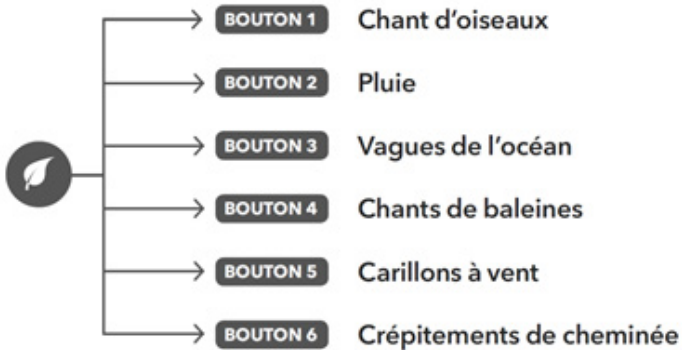 BOUTON 1 Chant d’oiseaux
BOUTON 2 Pluie
BOUTON 3 Vagues de l’océan
BOUTON 4 Chants de baleines
BOUTON 5 Carillons à vent
BOUTON 6 Crépitements de cheminée